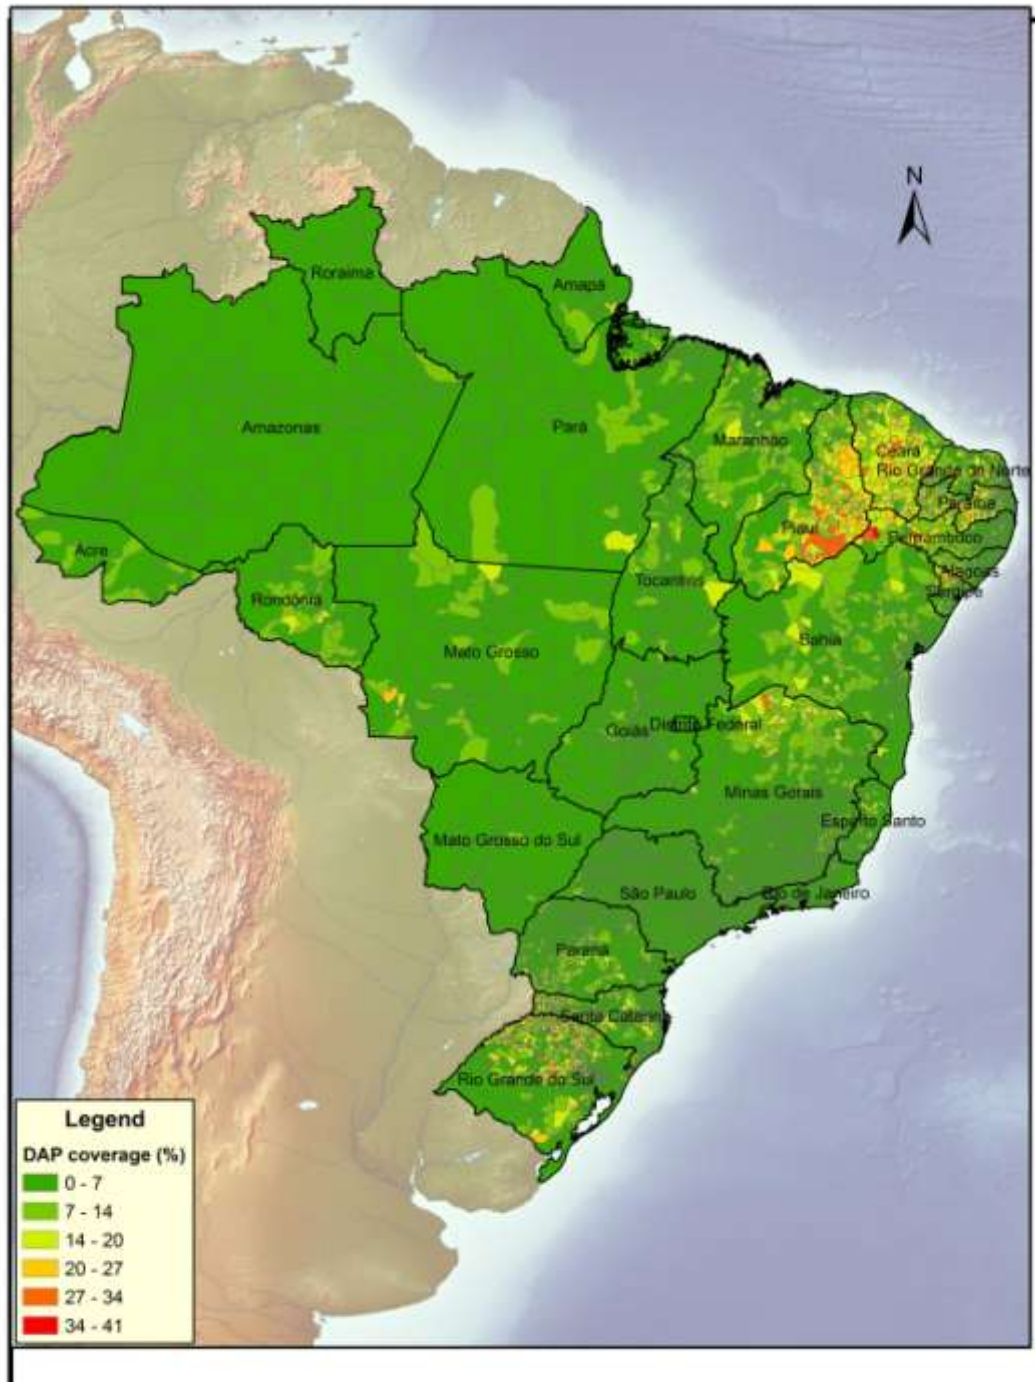 N
Roraima
Amapá
Amazonas
Pará
Maranhão
Ceará
Rio Grande do Norte
Paraíba
Piauí
Pernambuco
Acre
Alagoas
Tocantins
Sergipe
Rondônia
Bahia
Mato Grosso
Goiás
Distrito Federal
Minas Gerais
Espírito Santo
Mato Grosso do Sul
São Paulo
Rio de Janeiro
Paraná
Santa Catarina
Rio Grande do Sul
Legend
DAP coverage (%)
0 - 7
7 - 14
14 - 20
20 - 27
27 - 34
34 - 41